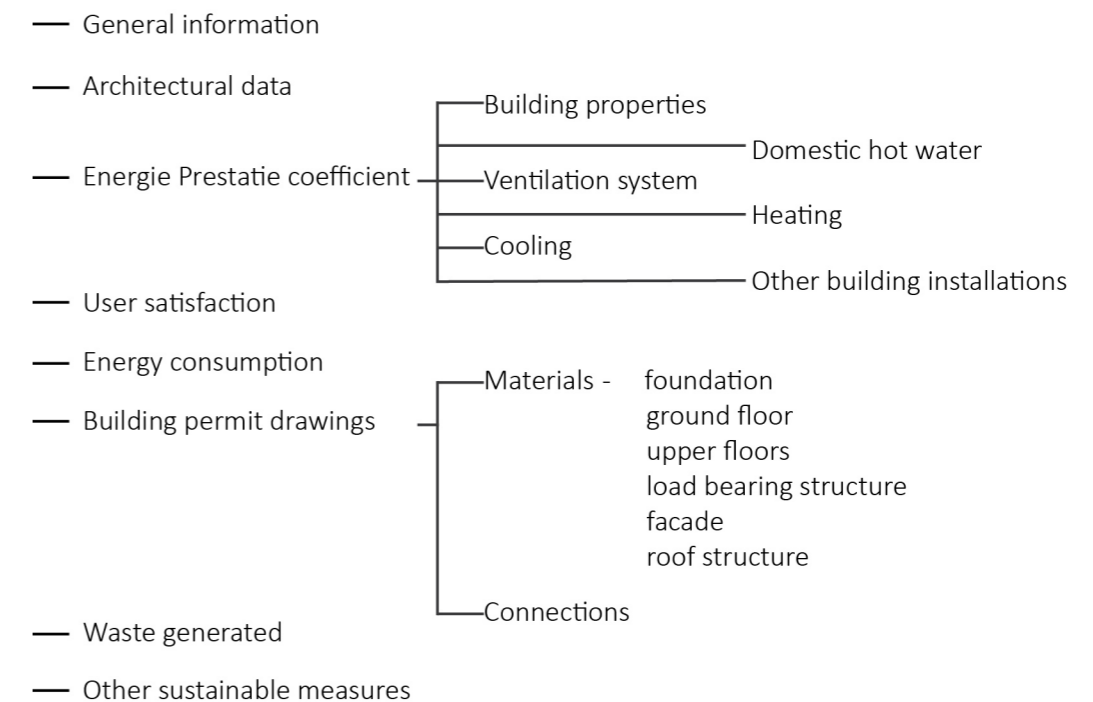 General information
Architectural data
Building properties
Domestic hot water
Energie Prestatie coefficient
Ventilation system
Heating
Cooling
Other building installations
User satisfaction
Energy consumption
Building permit drawings
Materials - foundation
ground floor
upper floors
load bearing structure
facade
roof structure
Connections
Waste generated
Other sustainable measures